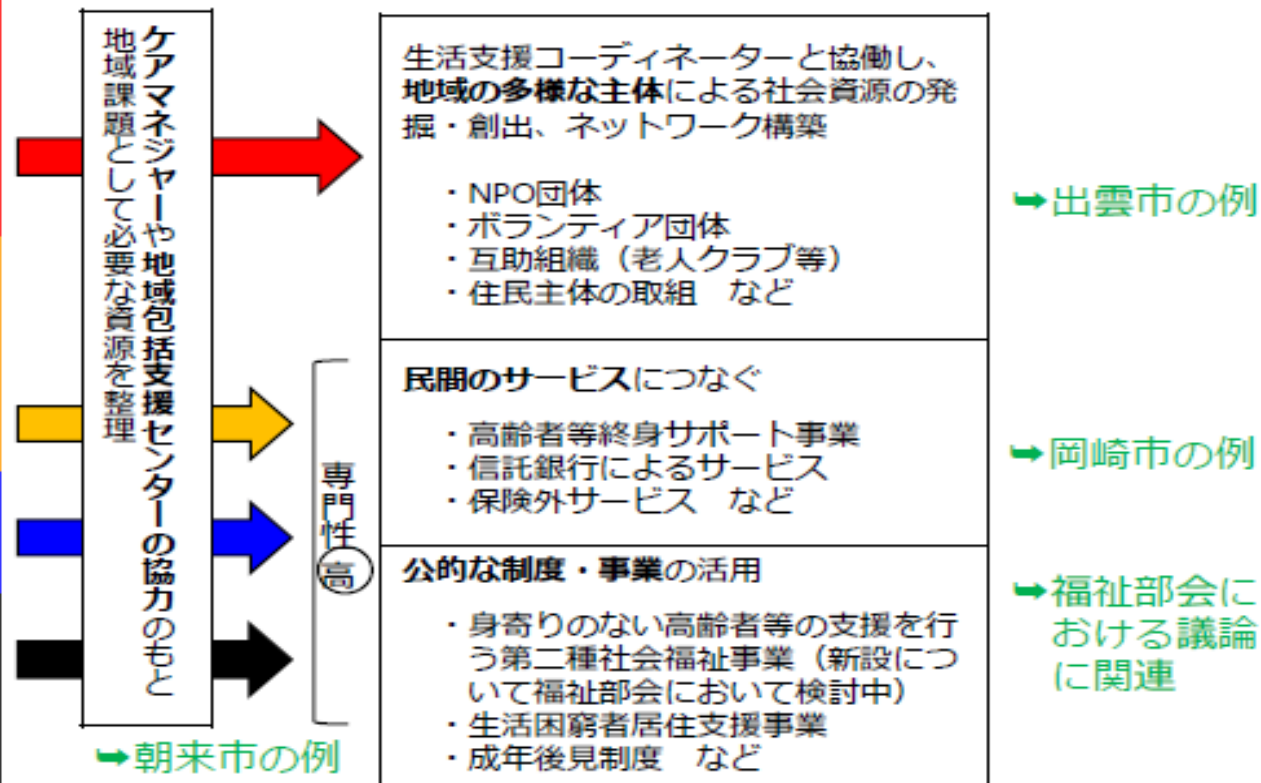 ケアマネジャーや地域包括支援センターの協力のもと
地域課題として必要な資源を整理
➥朝来市の例
専門性高
生活支援コーディネーターと協働し、
地域の多様な主体による社会資源の発
掘・創出、ネットワーク構築
・NPO団体
・ボランティア団体
・互助組織（老人クラブ等）
・住民主体の取組　など
➥出雲市の例
民間のサービスにつなぐ
・高齢者等終身サポート事業
・信託銀行によるサービス
・保険外サービス　など
➥岡崎市の例
公的な制度・事業の活用
・身寄りのない高齢者等の支援を行
う第二種社会福祉事業（新設につ
いて福祉部会において検討中）
・生活困窮者居住支援事業
・成年後見制度　など
➥福祉部会に
おける議論
に関連